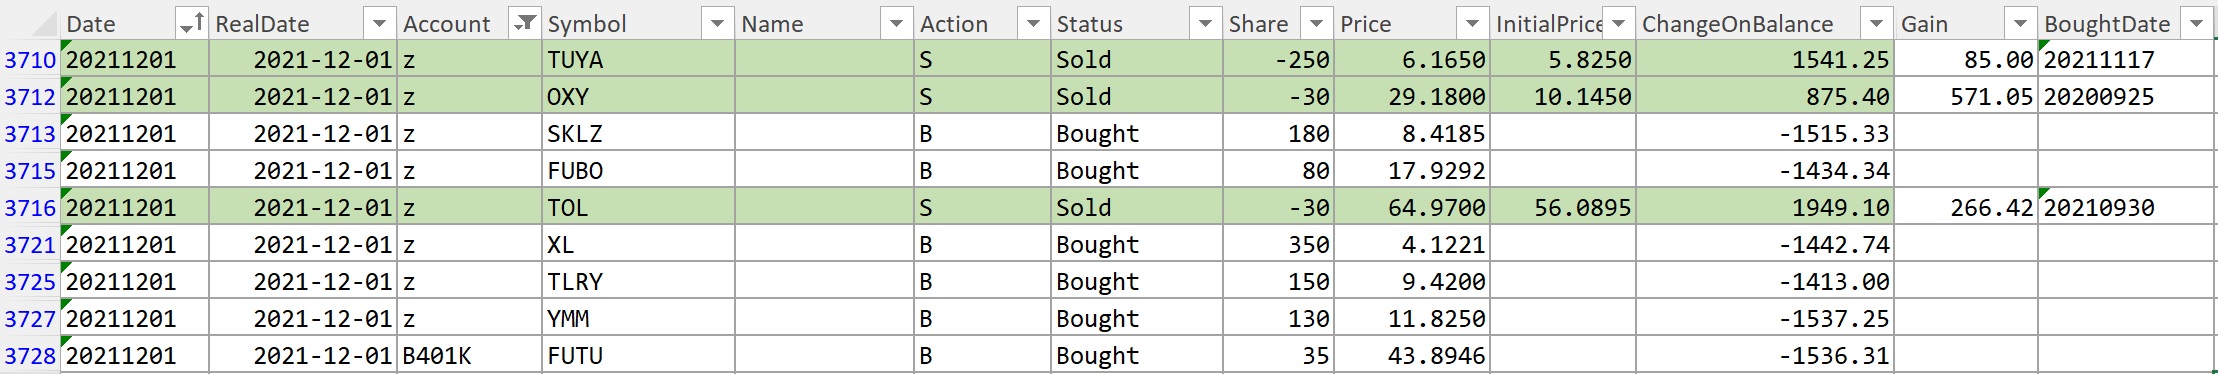 Date RealDate Account Symbol Name Action Status Share Price InitialPrice ChangeOnBalance Gain BoughtDate
3710 20211201 2021-12-01 z TUYA S Sold -250 6.1650 5.8250 1541.25 85.00 20211117
3712 20211201 2021-12-01 z OXY S Sold -30 29.1800 10.1450 875.40 571.05 20200925
3713 20211201 2021-12-01 z SKLZ B Bought 180 8.4185 -1515.33
3715 20211201 2021-12-01 z FUBO B Bought 80 17.9292 -1434.34
3716 20211201 2021-12-01 z TOL S Sold -30 64.9700 56.0895 1949.10 266.42 20210930
3721 20211201 2021-12-01 z XL B Bought 350 4.1221 -1442.74
3725 20211201 2021-12-01 z TLRY B Bought 150 9.4200 -1413.00
3727 20211201 2021-12-01 z YMM B Bought 130 11.8250 -1537.25
3728 20211201 2021-12-01 B401K FUTU B Bought 35 43.8946 -1536.31